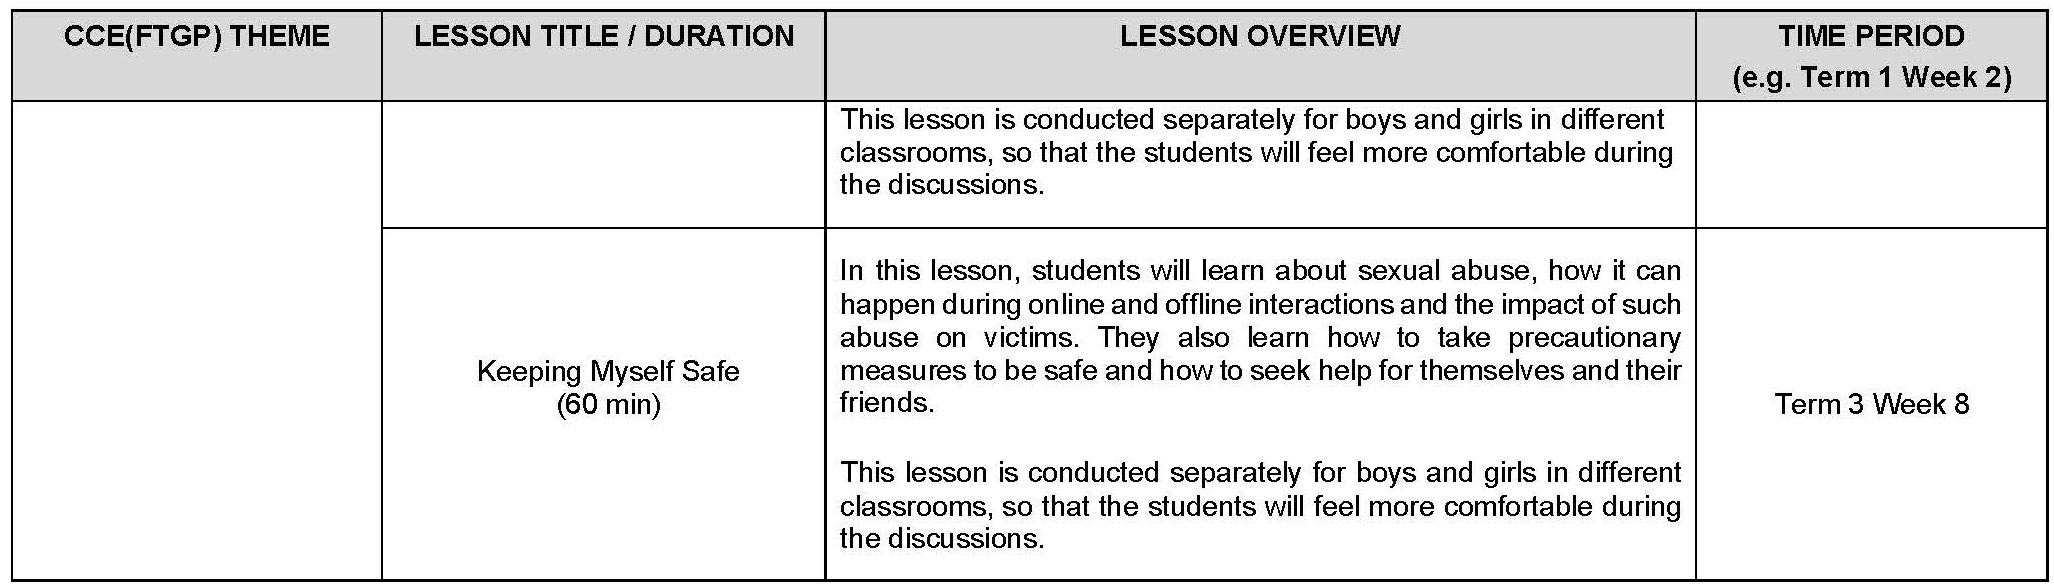 CCE(FTGP) THEME
LESSON TITLE / DURATION
LESSON OVERVIEW
TIME PERIOD
(e.g. Term 1 Week 2)
This lesson is conducted separately for boys and girls in different
classrooms, so that the students will feel more comfortable during
the discussions.
Keeping Myself Safe
(60 min)
In this lesson, students will learn about sexual abuse, how it can
happen during online and offline interactions and the impact of such
abuse on victims. They also learn how to take precautionary
measures to be safe and how to seek help for themselves and their
friends.
This lesson is conducted separately for boys and girls in different
classrooms, so that the students will feel more comfortable during
the discussions.
Term 3 Week 8